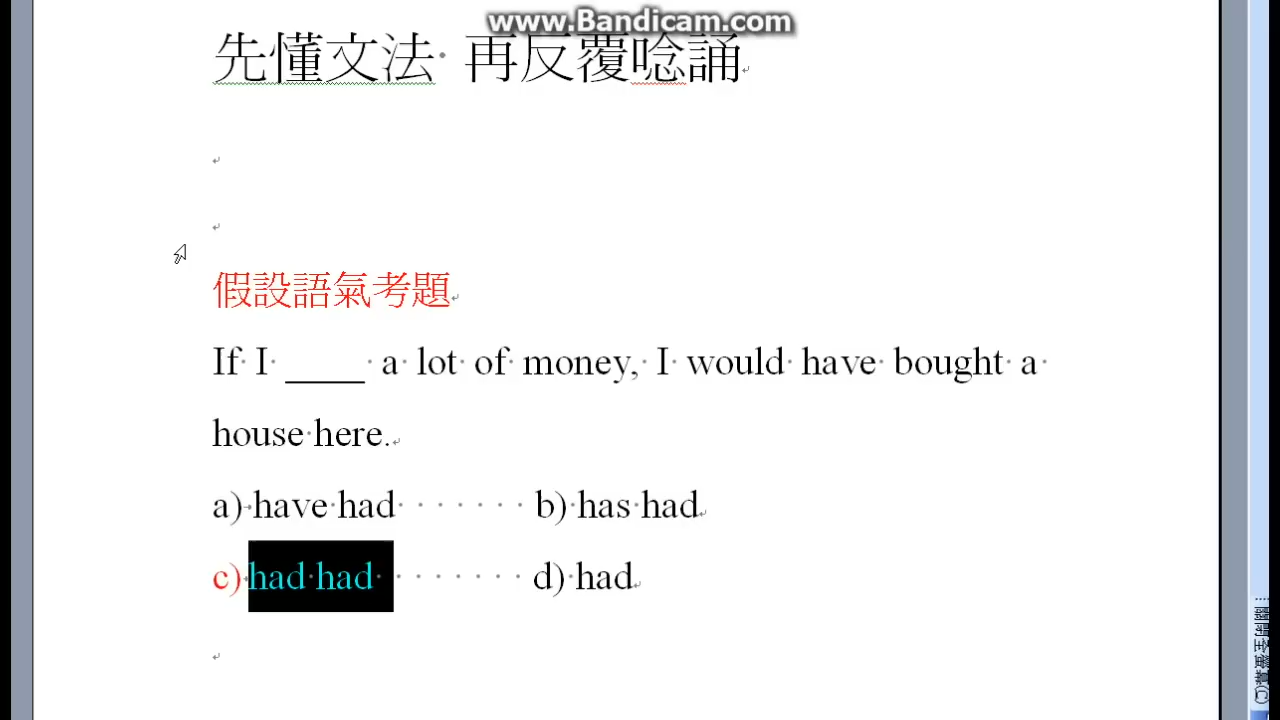 www.Bandicam.com
先懂文法 再反覆唸誦
假設語氣考題
If I ____ a lot of money, I would have bought a
house here.
a) have had b) has had
c) had had d) had